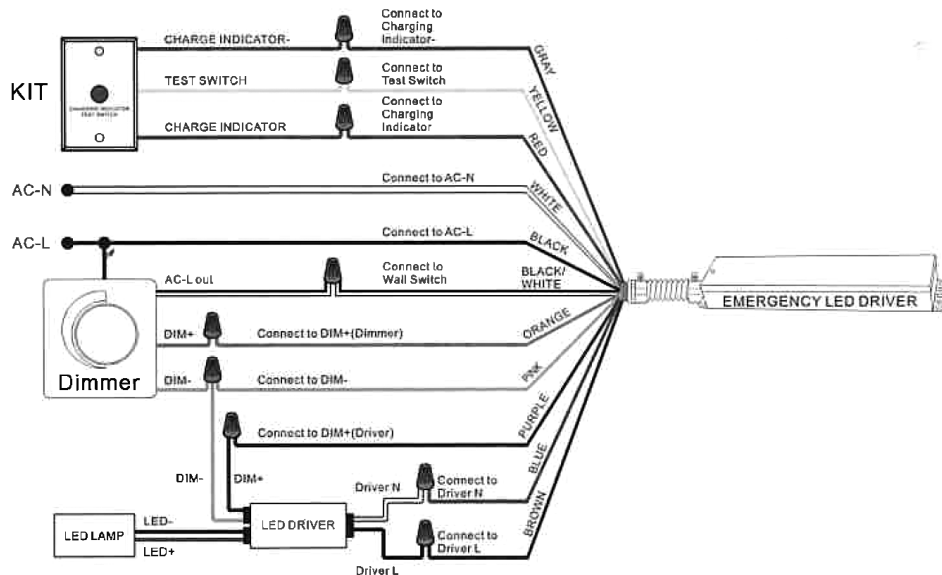 KIT
CHARGING INDICATOR
TEST SWITCH
CHARGE INDICATOR-
Connect to
Charging
Indicator-
GRAY
TEST SWITCH
Connect to
Test Switch
YELLOW
CHARGE INDICATOR
Connect to
Charging
Indicator
RED
AC-N
Connect to AC-N
WHITE
AC-L
Connect to AC-L
BLACK
AC-L out
Connect to
Wall Switch
BLACK/
WHITE
EMERGENCY LED DRIVER
Dimmer
DIM+
Connect to DIM+(Dimmer)
ORANGE
DIM-
Connect to DIM-
PINK
Connect to DIM+(Driver)
PURPLE
DIM-
DIM+
Driver N
Connect to
Driver N
BLUE
LED LAMP
LED-
LED+
LED DRIVER
Driver L
Connect to
Driver L
BROWN